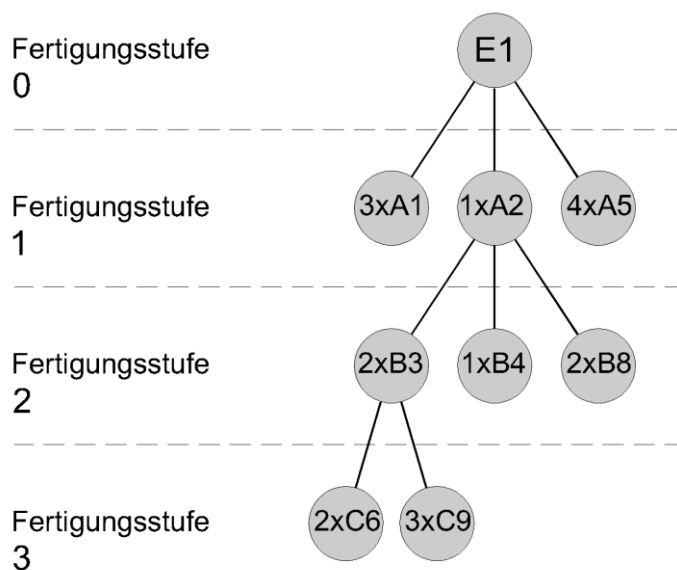 Fertigungsstufe
0
E1
Fertigungsstufe
1
3xA1
1xA2
4xA5
Fertigungsstufe
2
2xB3
1xB4
2xB8
Fertigungsstufe
3
2xC6
3xC9